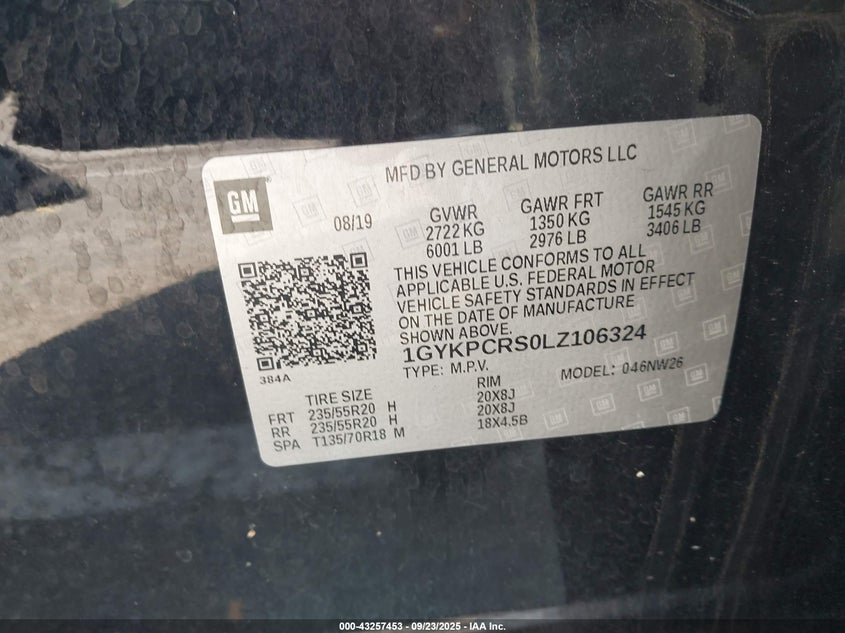 MFD BY GENERAL MOTORS LLC
GM
08/19
GVWR
2722 KG
6001 LB
GAWR FRT
1350 KG
2976 LB
GAWR RR
1545 KG
3406 LB
THIS VEHICLE CONFORMS TO ALL
APPLICABLE U.S. FEDERAL MOTOR
VEHICLE SAFETY STANDARDS IN EFFECT
ON THE DATE OF MANUFACTURE
SHOWN ABOVE.
1GYKPCRS0LZ106324
TYPE: M.P.V.
MODEL: 046NW26
384A
TIRE SIZE RIM
FRT 235/55R20 H 20X8J
RR 235/55R20 H 20X8J
SPA T135/70R18 M 18X4.5B
000-43257453 - 09/23/2025 - IAA Inc.